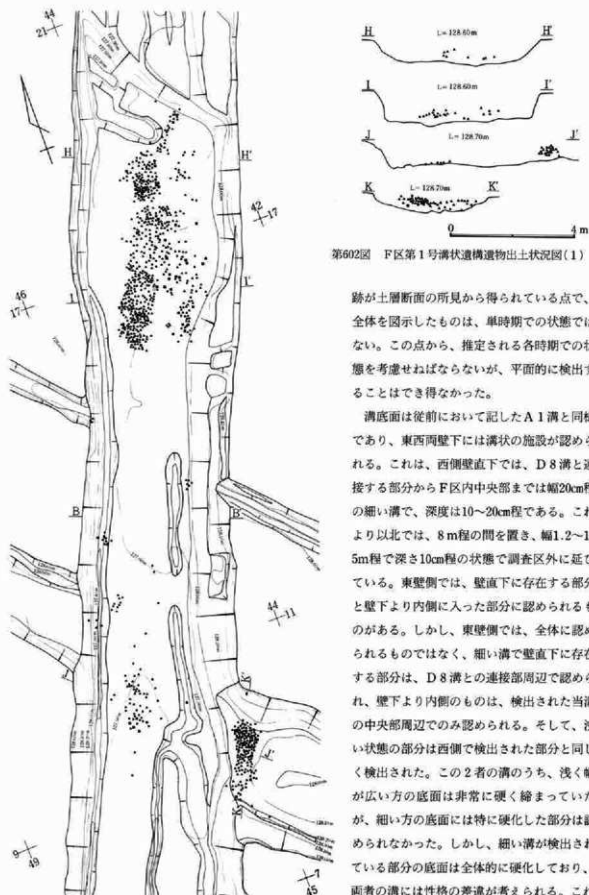 44
21
H
H'
42
17
46
17
I
I'
B
B'
44
11
K'
K
9
49
7
45
H L=128.60m H'
I L=128.60m I'
J L=128.70m J'
K L=128.70m K'
0 4m
第602図 F区第1号溝状遺構遺物出土状況図(1)
跡が土層断面の所見から得られている点で、
全体を図示したものは、単時期での状態では
ない。この点から、推定される各時期での状
態を考慮せねばならないが、平面的に検出す
ることはでき得なかった。
溝底面は従前において記したA1溝と同様
であり、東西両壁下には溝状の施設が認めら
れる。これは、西側壁直下では、D8溝と連
接する部分からF区内中央部までは幅20cm程
の細い溝で、深度は10〜20cm程である。これ
より以北では、8m程の間を置き、幅1.2〜1.
5m程で深さ10cm程の状態で調査区外に延び
ている。東壁側では、壁直下に存在する部分
と壁下より内側に入った部分に認められるも
のがある。しかし、東壁側では、全体に認め
られるものではなく、細い溝で壁直下に存在
する部分は、D8溝との連接部周辺で認めら
れ、壁下より内側のものは、検出された当溝
の中央部周辺でのみ認められる。そして、浅
い状態の部分は西側で検出された部分と同じ
く検出された。この2者の溝のうち、浅く幅
が広い方の底面は非常に硬く締まっていた
が、細い方の底面には特に硬化した部分は認
められなかった。しかし、細い溝が検出され
ている部分の底面は全体的に硬化しており、
両者の溝には性格の差違が考えられる。これ